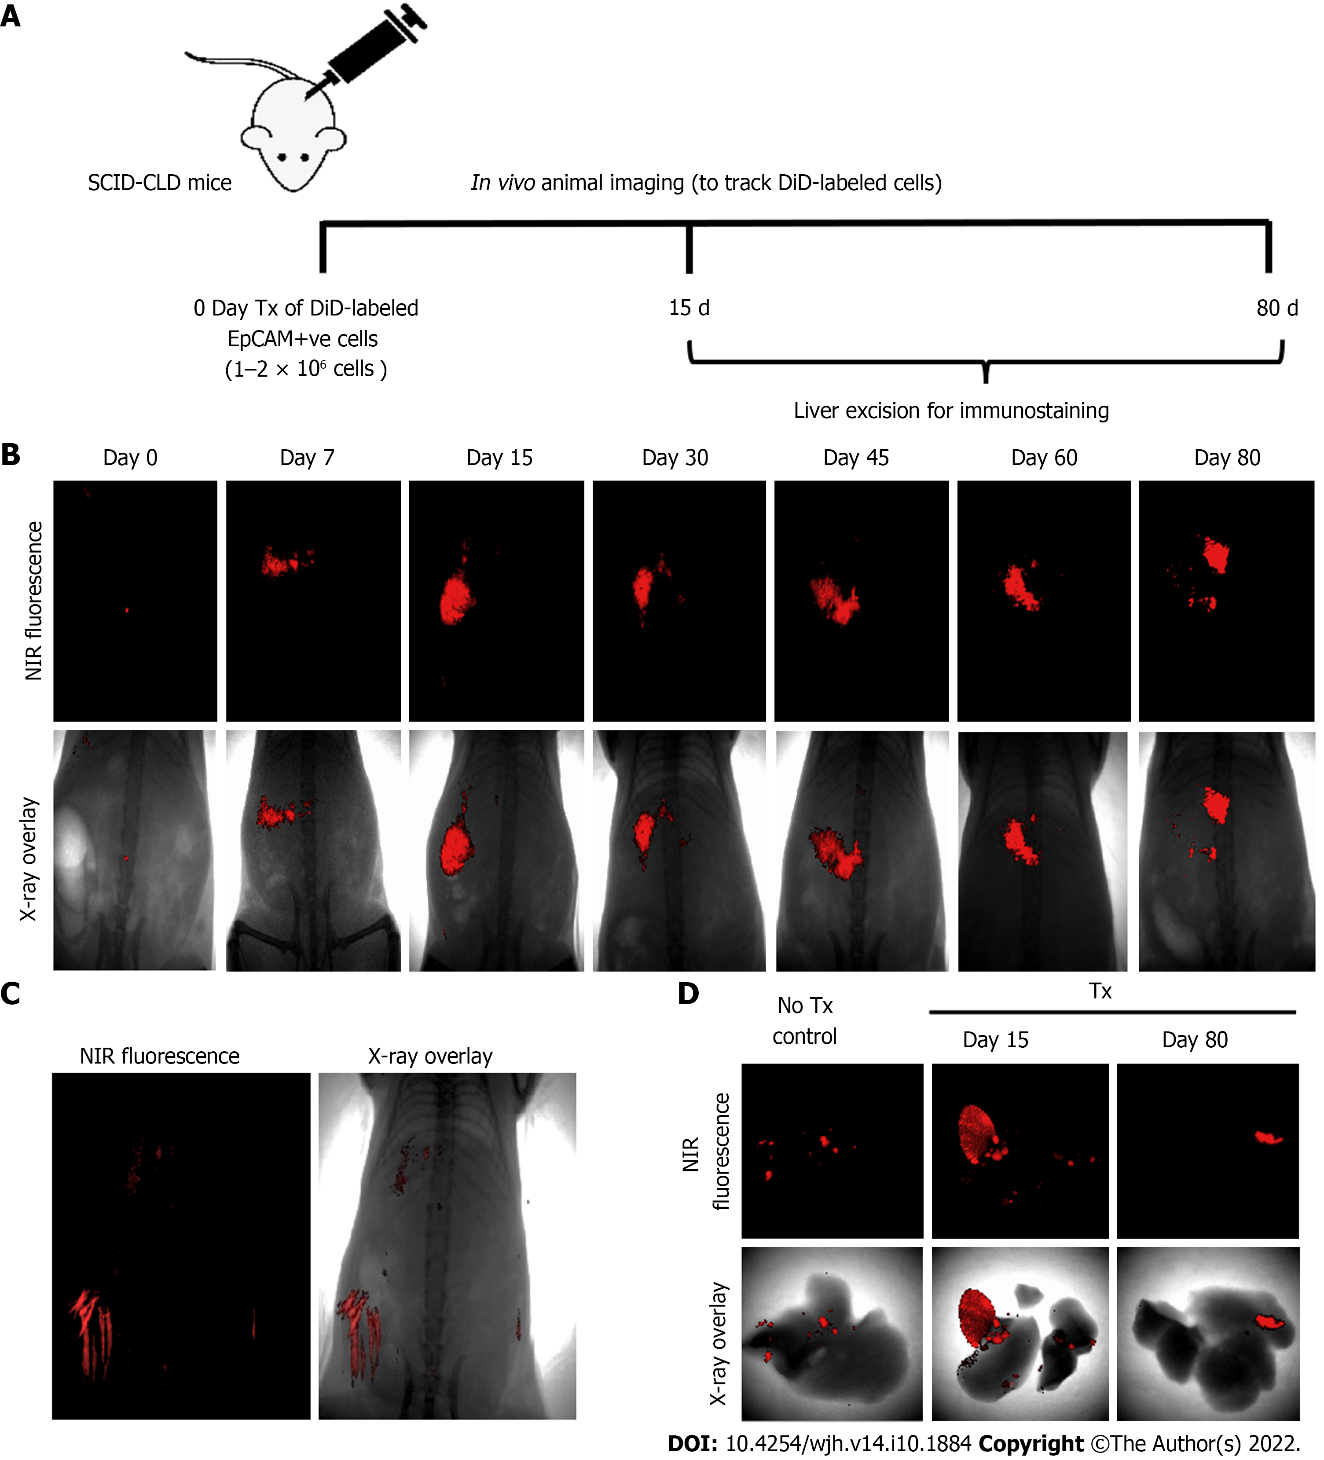 A
SCID-CLD mice
In vivo animal imaging (to track DiD-labeled cells)
0 Day Tx of DiD-labeled
EpCAM+ve cells
(1–2 × 10⁶ cells )
15 d
80 d
Liver excision for immunostaining
B
Day 0
Day 7
Day 15
Day 30
Day 45
Day 60
Day 80
NIR fluorescence
X-ray overlay
C
NIR fluorescence
X-ray overlay
D
No Tx
control
Tx
Day 15
Day 80
NIR
fluorescence
X-ray overlay
DOI: 10.4254/wjh.v14.i10.1884 Copyright ©The Author(s) 2022.